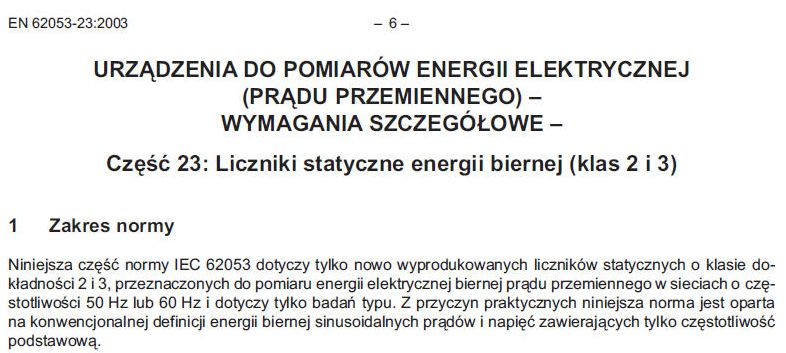 EN 62053-23:2003
– 6 –
URZĄDZENIA DO POMIARÓW ENERGII ELEKTRYCZNEJ
(PRĄDU PRZEMIENNEGO) –
WYMAGANIA SZCZEGÓŁOWE –
Część 23: Liczniki statyczne energii biernej (klas 2 i 3)
1 Zakres normy
Niniejsza część normy IEC 62053 dotyczy tylko nowo wyprodukowanych liczników statycznych o klasie do-
kładności 2 i 3, przeznaczonych do pomiaru energii elektrycznej biernej prądu przemiennego w sieciach o czę-
stotliwości 50 Hz lub 60 Hz i dotyczy tylko badań typu. Z przyczyn praktycznych niniejsza norma jest oparta
na konwencjonalnej definicji energii biernej sinusoidalnych prądów i napięć zawierających tylko częstotliwość
podstawową.